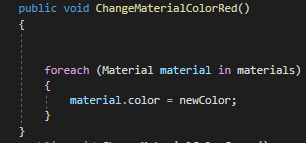 public void ChangeMaterialColorRed()
{
foreach (Material material in materials)
{
material.color = newColor;
}
}